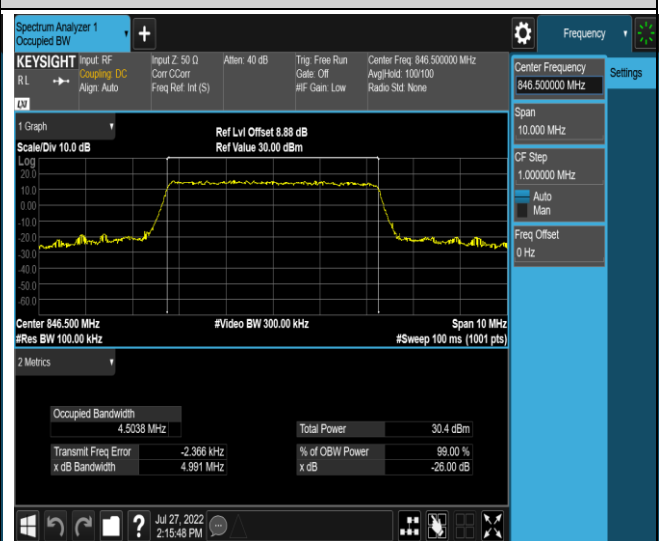 Spectrum Analyzer 1
Occupied BW
+
Frequency
KEYSIGHT
RL
LXI
Input: RF
Coupling: DC
Align: Auto
Input Z: 50 Ω
Corr CCorr
Freq Ref: Int (S)
Atten: 40 dB
Trig: Free Run
Gate: Off
#IF Gain: Low
Center Freq: 846.500000 MHz
Avg|Hold: 100/100
Radio Std: None
Center Frequency
846.500000 MHz
Settings
Span
10.000 MHz
CF Step
1.000000 MHz
Auto
Man
Freq Offset
0 Hz
1 Graph
Scale/Div 10.0 dB
Ref Lvl Offset 8.88 dB
Ref Value 30.00 dBm
Log
20.0
10.0
0.00
-10.0
-20.0
-30.0
-40.0
-50.0
-60.0
Center 846.500 MHz
#Video BW 300.00 kHz
Span 10 MHz
#Res BW 100.00 kHz
#Sweep 100 ms (1001 pts)
2 Metrics
Occupied Bandwidth
4.5038 MHz
Total Power 30.4 dBm
Transmit Freq Error -2.366 kHz
% of OBW Power 99.00 %
x dB Bandwidth 4.991 MHz
x dB -26.00 dB
?
Jul 27, 2022
2:15:48 PM